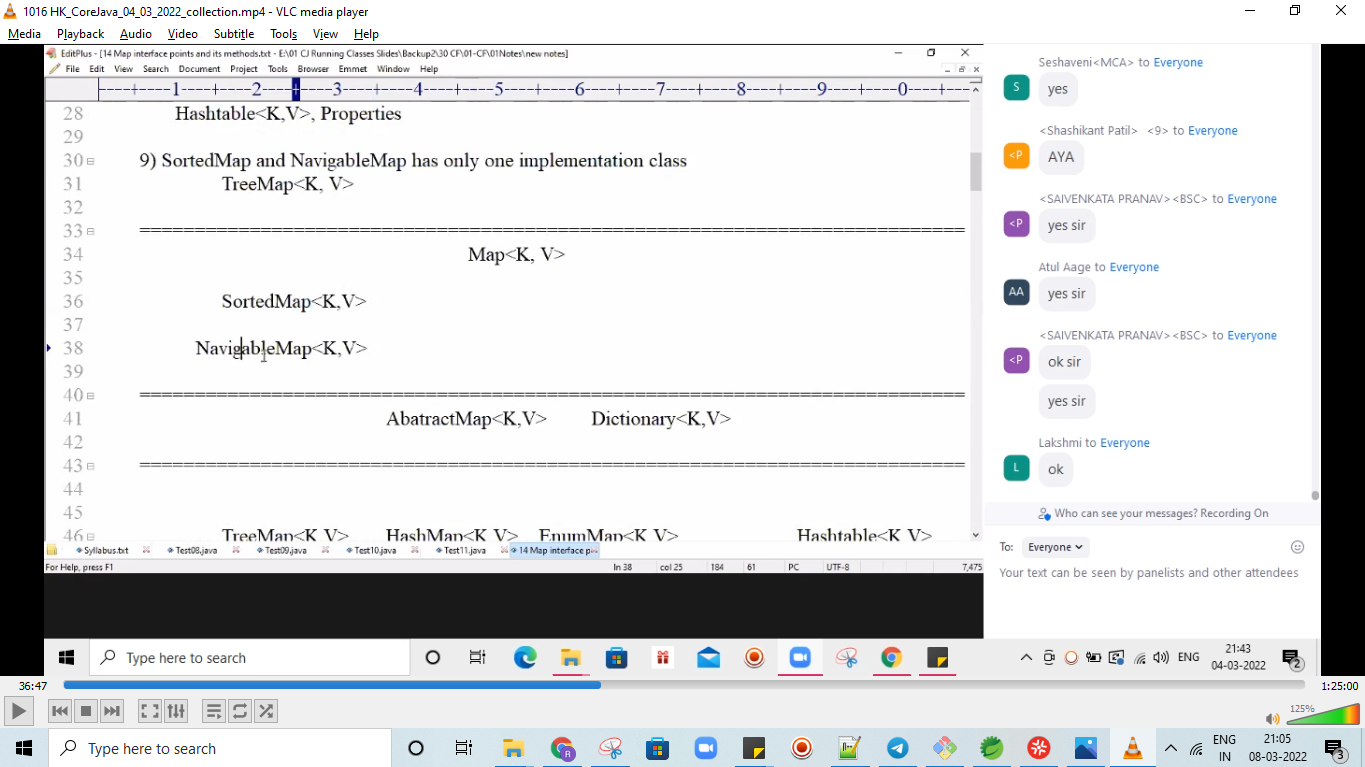 1016 HK_CoreJava_04_03_2022_collection.mp4 - VLC media player
Media Playback Audio Video Subtitle Tools View Help
EditPlus - [14 Map interface points and its methods.txt - E:\01 CJ Running Classes Slides\Backup2\30 CF\01-CF\01Notes\new notes]
File Edit View Search Document Project Tools Browser Emmet Window Help
----+----1----+----2----+----3----+----4----+----5----+----6----+----7----+----8----+----9----+----0----+----
28 Hashtable<K,V>, Properties
29
30 9) SortedMap and NavigableMap has only one implementation class
31 TreeMap<K, V>
32
33 ==================================================================
34 Map<K, V>
35
36 SortedMap<K,V>
37
38 NavigableMap<K,V>
39
40 ==================================================================
41 AbatractMap<K,V> Dictionary<K,V>
42
43 ==================================================================
44
45
46 TreeMap<K,V> HashMap<K,V> EnumMap<K,V> Hashtable<K,V>
Syllabus.txt Test08.java Test09.java Test10.java Test11.java 14 Map interface p
For Help, press F1 ln 38 col 25 184 61 PC UTF-8 7,475
Seshaveni<MCA> to Everyone
S yes
<Shashikant Patil> <9> to Everyone
<P AYA
<SAIVENKATA PRANAV><BSC> to Everyone
<P yes sir
Atul Aage to Everyone
AA yes sir
<SAIVENKATA PRANAV><BSC> to Everyone
<P ok sir
yes sir
Lakshmi to Everyone
L ok
Who can see your messages? Recording On
To: Everyone
Your text can be seen by panelists and other attendees
Type here to search ENG 21:43
04-03-2022 2
36:47 1:25:00
125%
Type here to search ENG 21:05
IN 08-03-2022 3